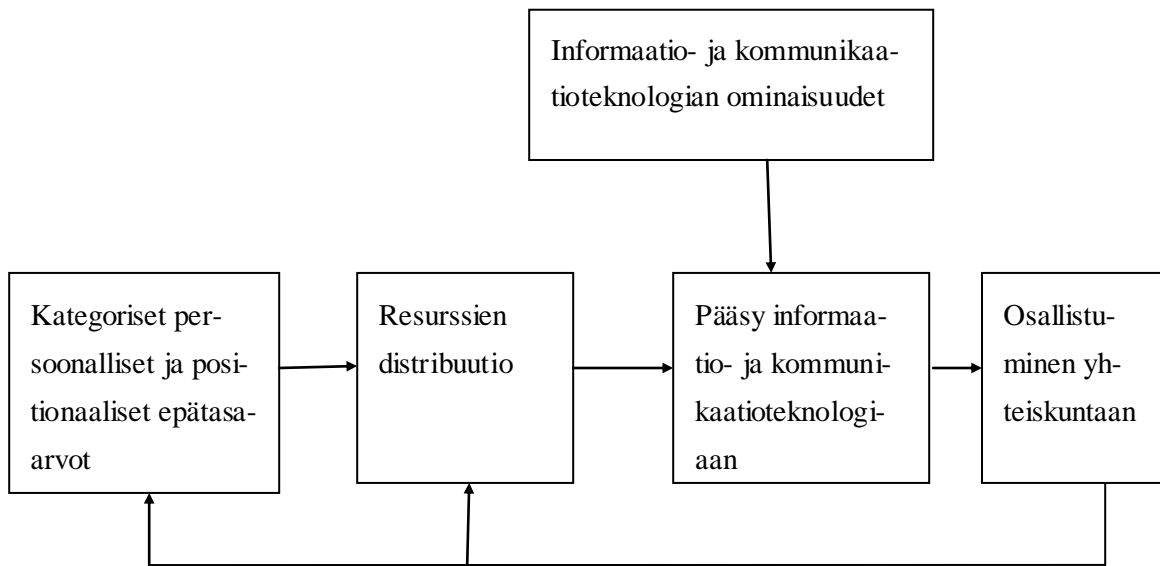 Informaatio- ja kommunikaa-
tioteknologian ominaisuudet
Kategoriset per-
soonalliset ja posi-
tionaaliset epätasa-
arvot
Resurssien
distribuutio
Pääsy informaa-
tio- ja kommuni-
kaatioteknologi-
aan
Osallistu-
minen yh-
teiskuntaan